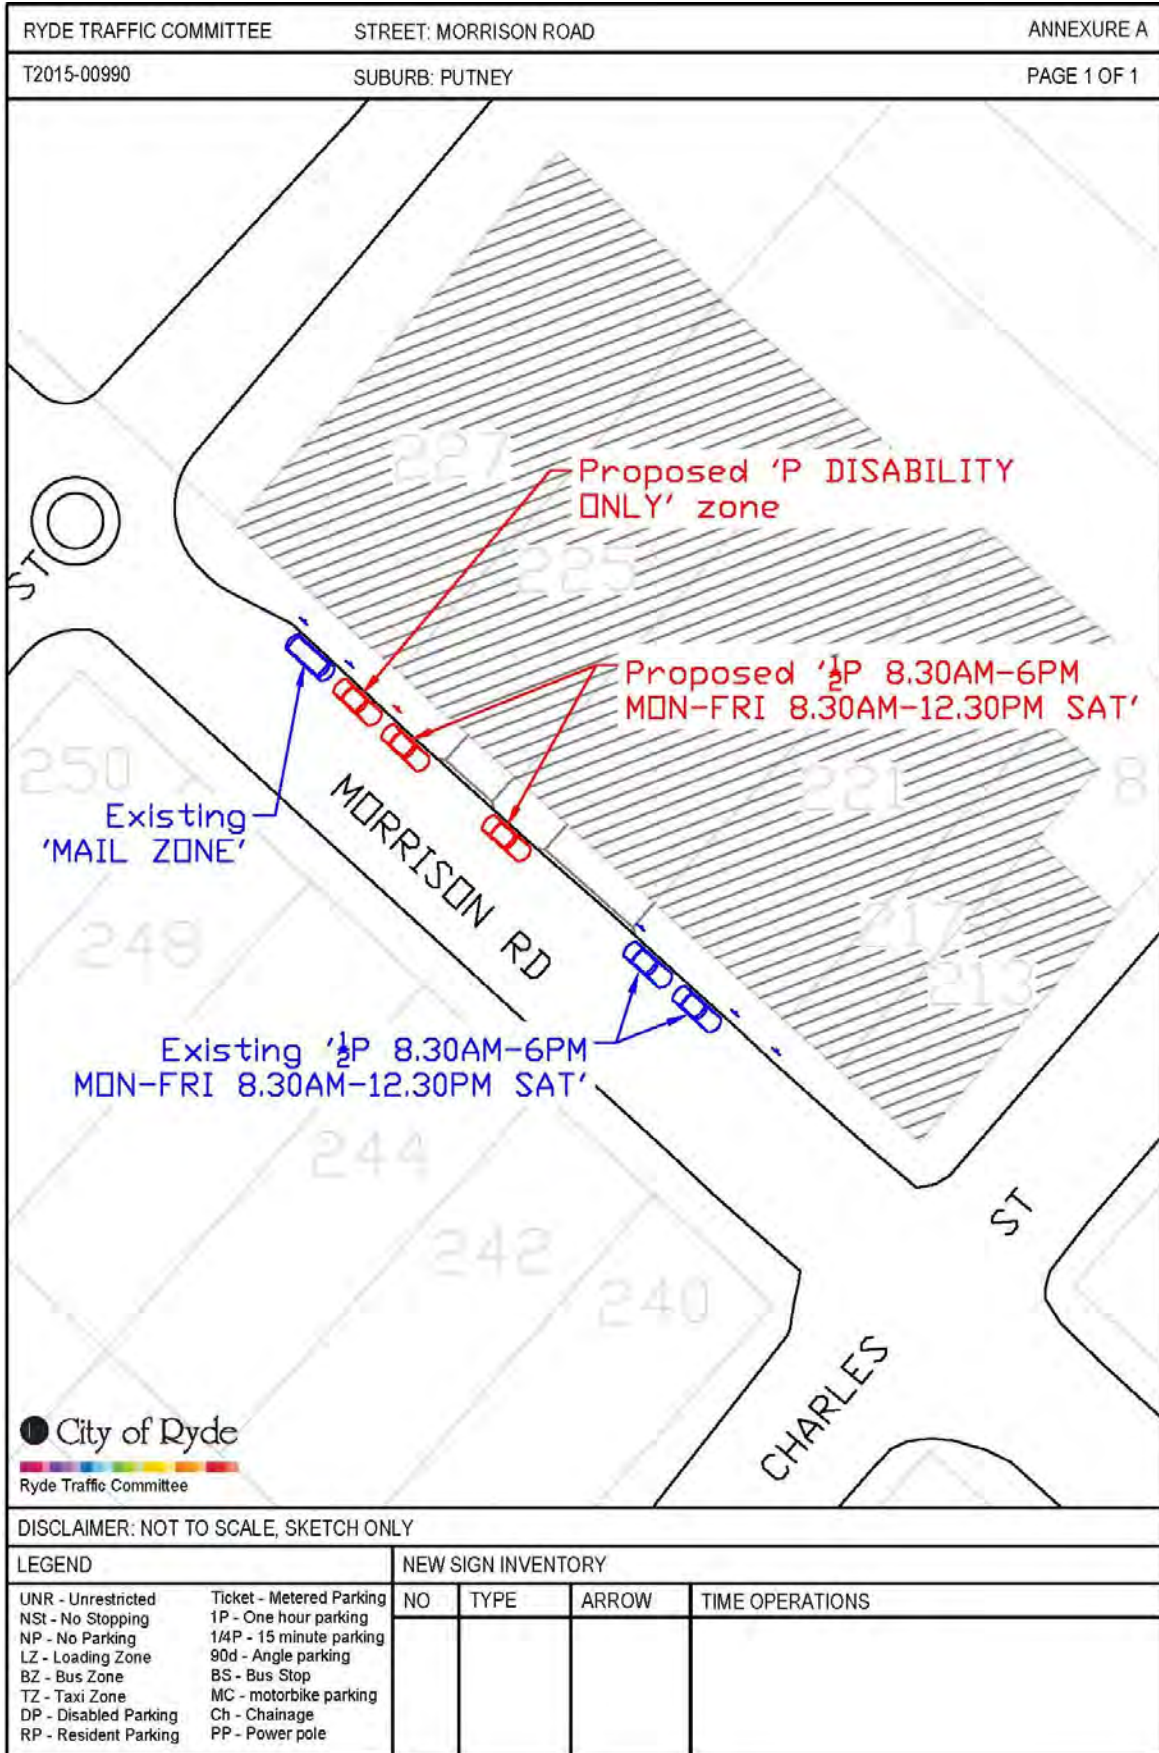 RYDE TRAFFIC COMMITTEE STREET: MORRISON ROAD ANNEXURE A
T2015-00990 SUBURB: PUTNEY PAGE 1 OF 1
227
Proposed 'P DISABILITY
ONLY' zone
225
ST
Proposed '½P 8.30AM-6PM
MON-FRI 8.30AM-12.30PM SAT'
250
221
8
Existing
'MAIL ZONE'
MORRISON RD
248
217
213
Existing '½P 8.30AM-6PM
MON-FRI 8.30AM-12.30PM SAT'
244
ST
242
240
CHARLES
City of Ryde
Ryde Traffic Committee
DISCLAIMER: NOT TO SCALE, SKETCH ONLY
LEGEND
UNR - Unrestricted
NSt - No Stopping
NP - No Parking
LZ - Loading Zone
BZ - Bus Zone
TZ - Taxi Zone
DP - Disabled Parking
RP - Resident Parking
Ticket - Metered Parking
1P - One hour parking
1/4P - 15 minute parking
90d - Angle parking
BS - Bus Stop
MC - motorbike parking
Ch - Chainage
PP - Power pole
NEW SIGN INVENTORY
NO TYPE ARROW TIME OPERATIONS